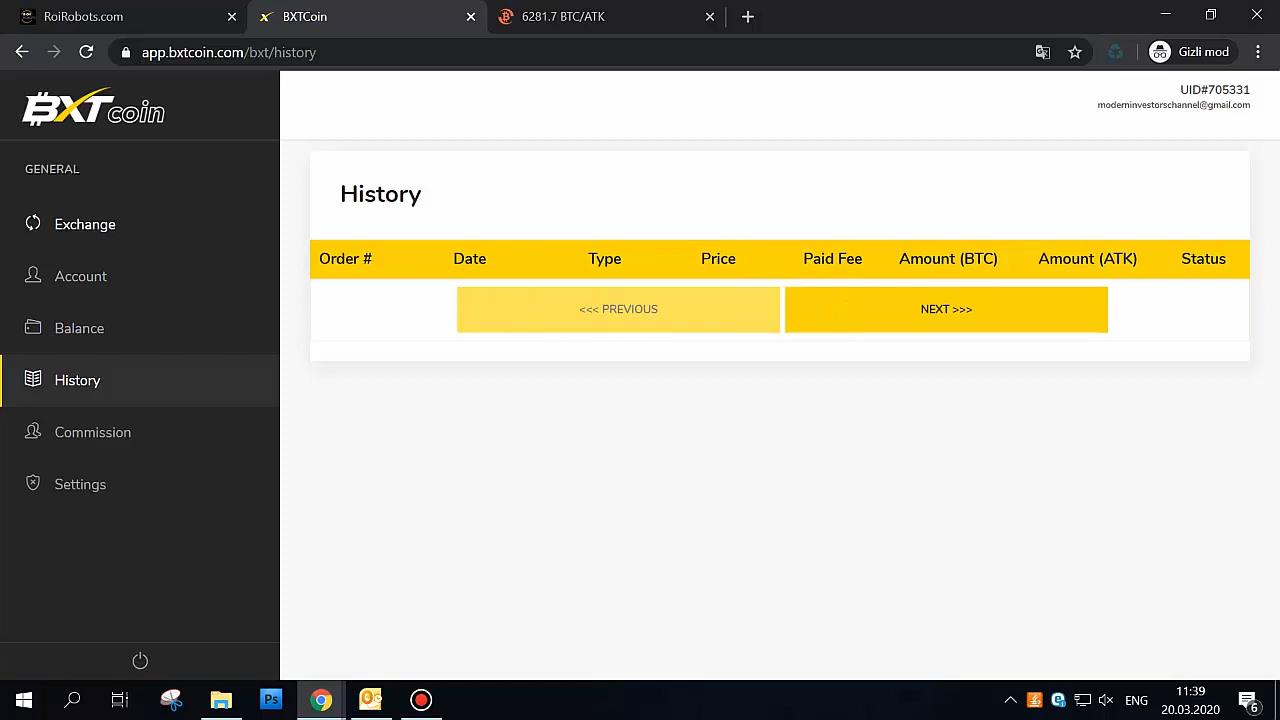 RoiRobots.com
BXTCoin
6281.7 BTC/ATK
app.bxtcoin.com/bxt/history
Gizli mod
BXTcoin
UID#705331
moderninvestorschannel@gmail.com
GENERAL
Exchange
Account
Balance
History
Commission
Settings
History
Order # Date Type Price Paid Fee Amount (BTC) Amount (ATK) Status
<<< PREVIOUS NEXT >>>
Ps
ENG
11:39
20.03.2020
6